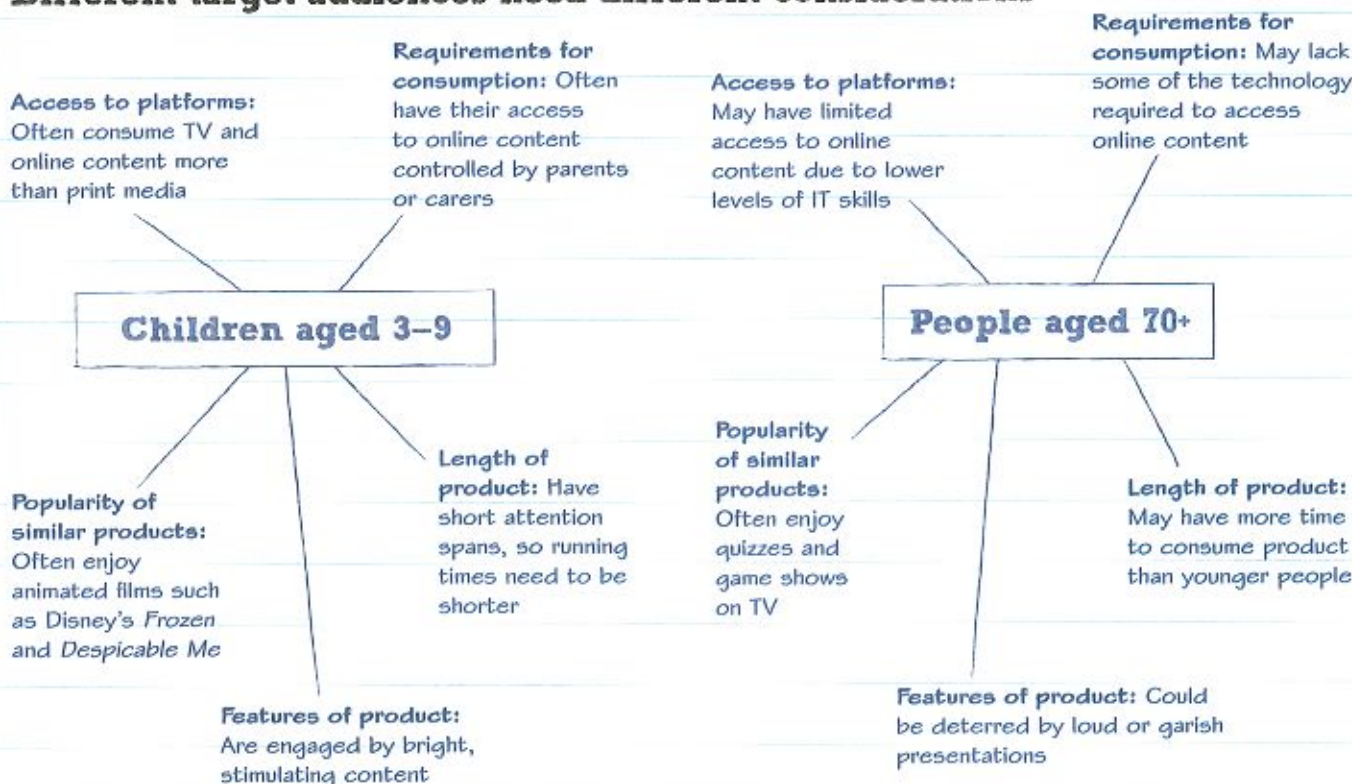 Different target audiences need different considerations
Access to platforms:
Often consume TV and
online content more
than print media
Requirements for
consumption: Often
have their access
to online content
controlled by parents
or carers
Children aged 3–9
Popularity of
similar products:
Often enjoy
animated films such
as Disney's Frozen
and Despicable Me
Features of product:
Are engaged by bright,
stimulating content
Length of
product: Have
short attention
spans, so running
times need to be
shorter
Access to platforms:
May have limited
access to online
content due to lower
levels of IT skills
Requirements for
consumption: May lack
some of the technology
required to access
online content
People aged 70+
Popularity
of similar
products:
Often enjoy
quizzes and
game shows
on TV
Features of product: Could
be deterred by loud or garish
presentations
Length of product:
May have more time
to consume product
than younger people